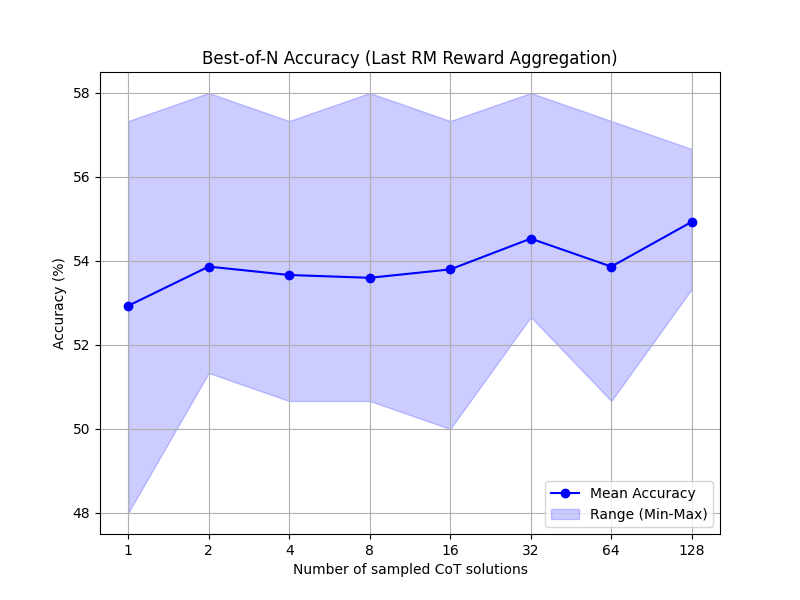 Best-of-N Accuracy (Last RM Reward Aggregation)
Accuracy (%)
58
56
54
52
50
48
Mean Accuracy
Range (Min-Max)
1 2 4 8 16 32 64 128
Number of sampled CoT solutions